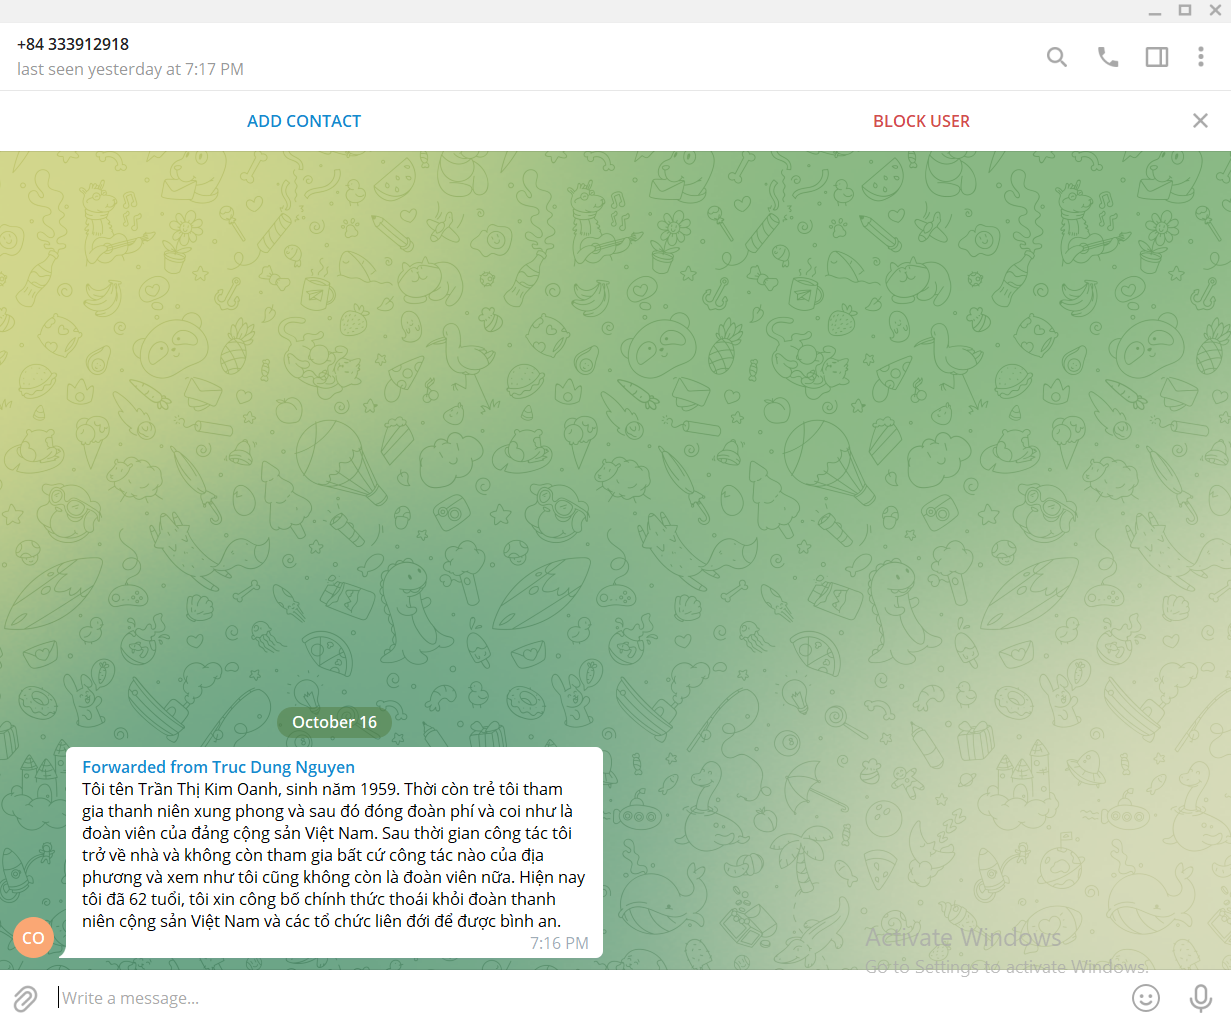 +84 333912918
last seen yesterday at 7:17 PM
ADD CONTACT
BLOCK USER
October 16
Forwarded from Truc Dung Nguyen
Tôi tên Trần Thị Kim Oanh, sinh năm 1959. Thời còn trẻ tôi tham
gia thanh niên xung phong và sau đó đóng đoàn phí và coi như là
đoàn viên của đảng cộng sản Việt Nam. Sau thời gian công tác tôi
trở về nhà và không còn tham gia bất cứ công tác nào của địa
phương và xem như tôi cũng không còn là đoàn viên nữa. Hiện nay
tôi đã 62 tuổi, tôi xin công bố chính thức thoái khỏi đoàn thanh
niên cộng sản Việt Nam và các tổ chức liên đới để được bình an.
7:16 PM
CO
Activate Windows
Go to Settings to activate Windows.
Write a message...